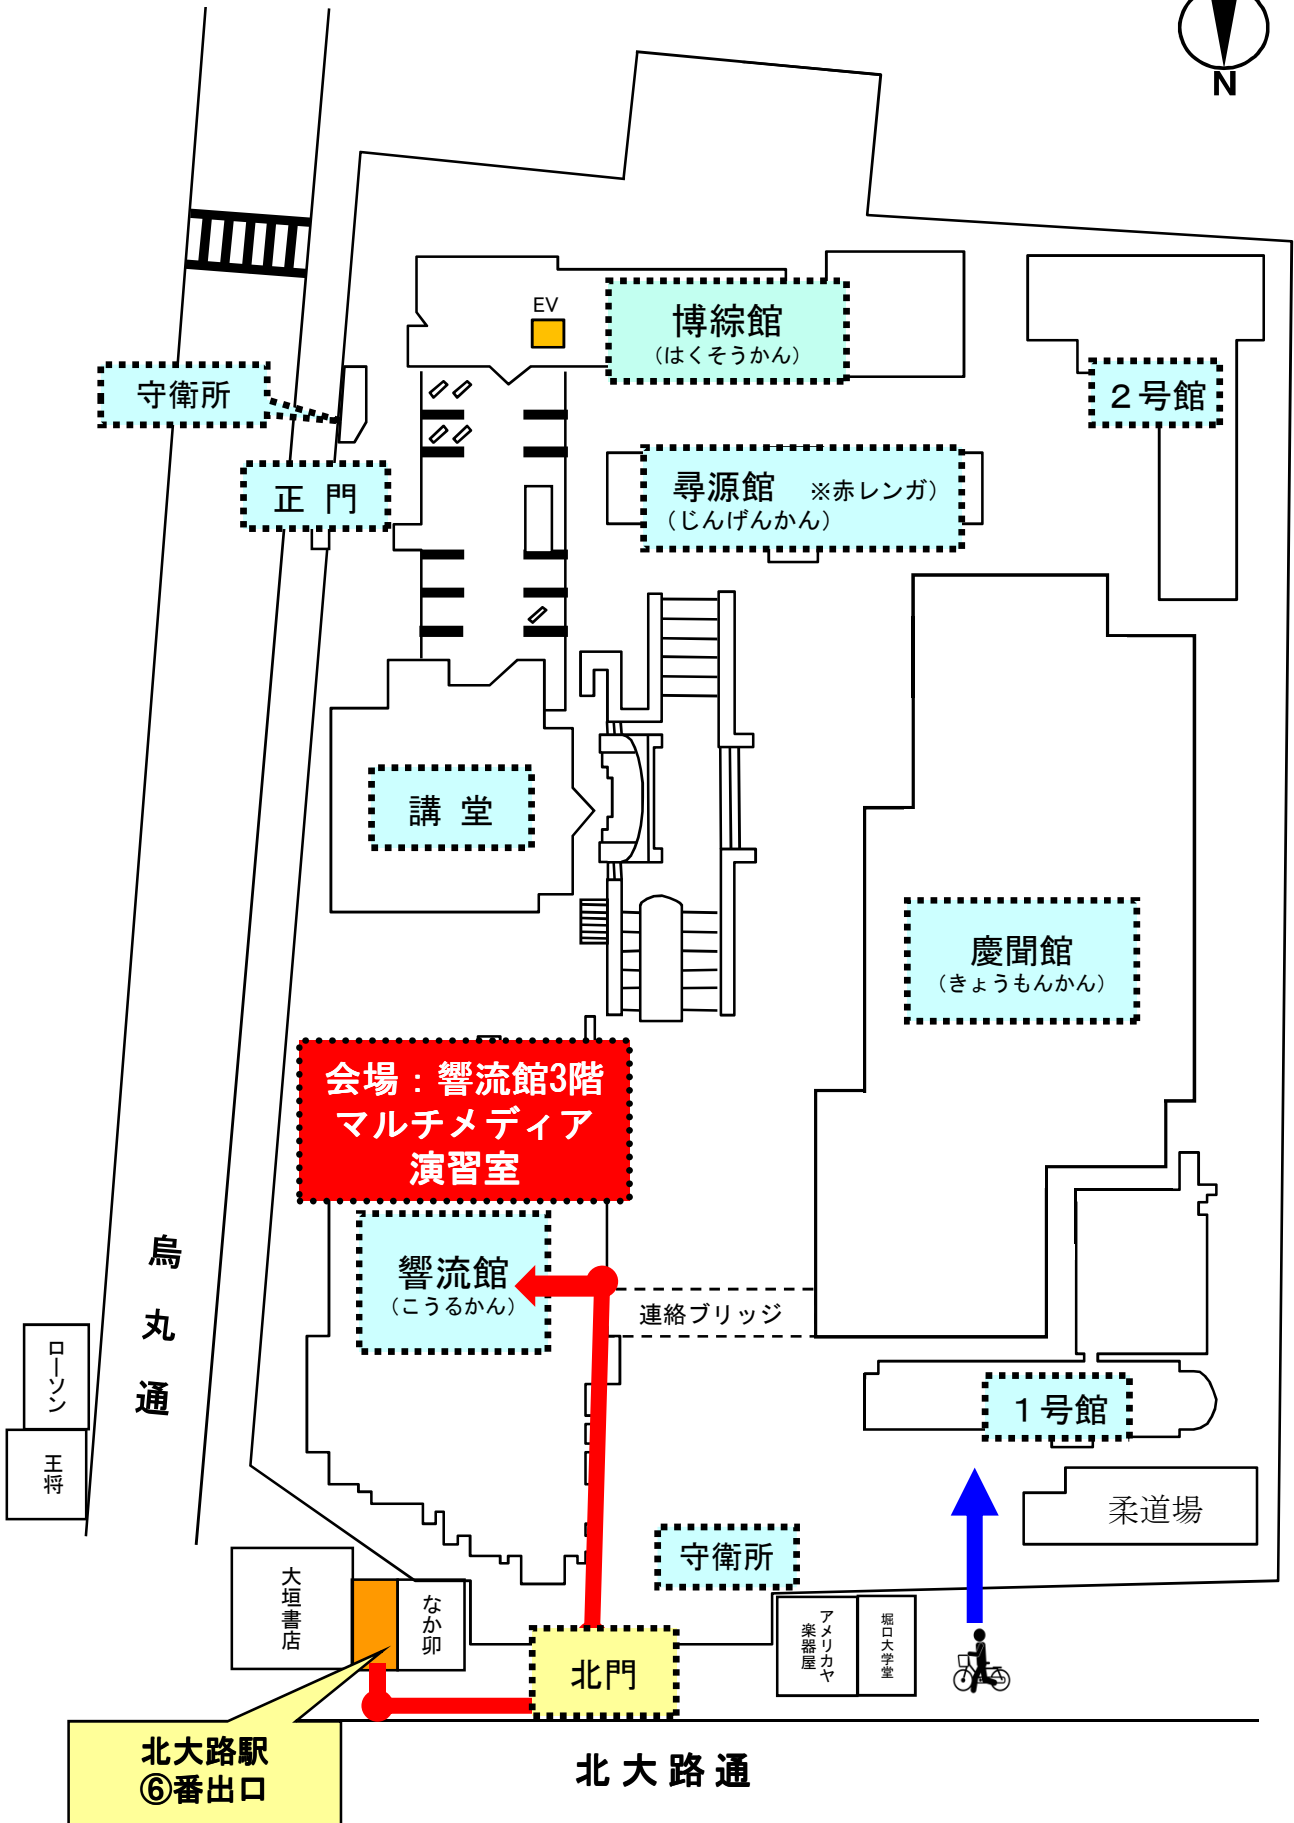 N
EV
博綜館
（はくそうかん）
守衛所
２号館
正 門
尋源館 ※赤レンガ）
（じんげんかん）
講 堂
慶聞館
（きょうもんかん）
会場：響流館3階
マルチメディア
演習室
響流館
（こうるかん）
連絡ブリッジ
烏丸通
ローソン
王将
１号館
柔道場
守衛所
大垣書店
なか卯
アメリカヤ
楽器屋
堀口大学堂
北門
北大路駅
⑥番出口
北大路通